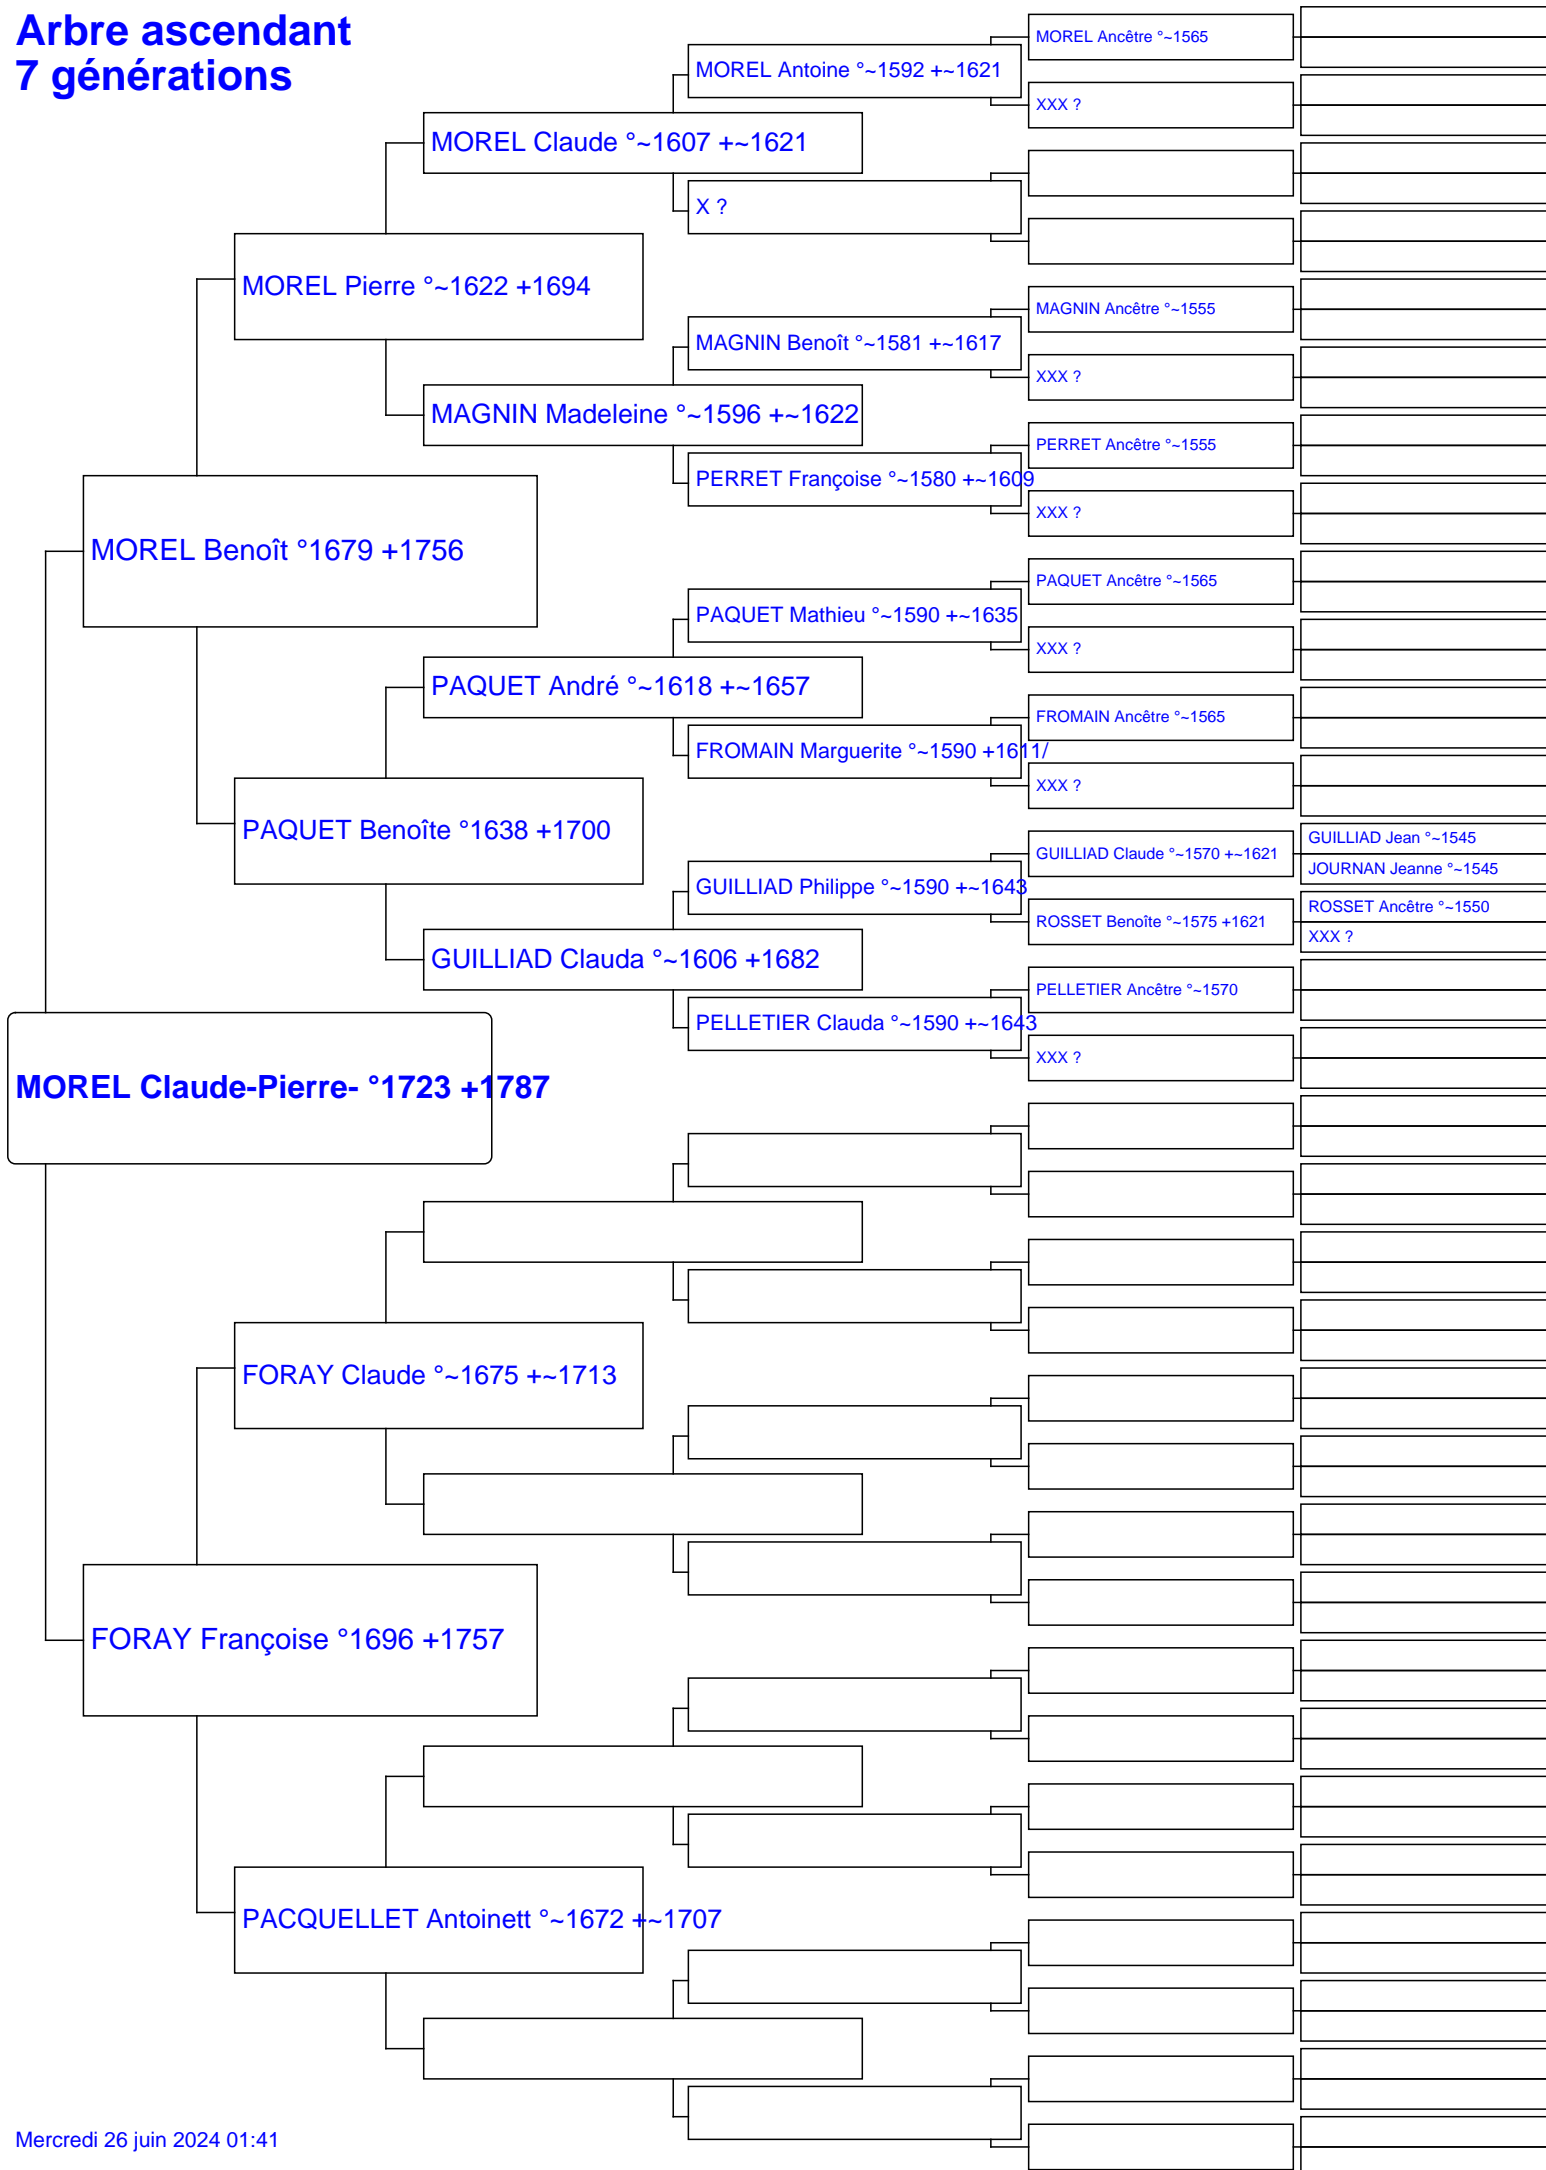 Arbre ascendant
7 générations
MOREL Ancêtre °~1565
MOREL Antoine °~1592 +~1621
XXX ?
MOREL Claude °~1607 +~1621
X ?
MOREL Pierre °~1622 +1694
MAGNIN Ancêtre °~1555
MAGNIN Benoît °~1581 +~1617
XXX ?
MAGNIN Madeleine °~1596 +~1622
PERRET Ancêtre °~1555
PERRET Françoise °~1580 +~1609
XXX ?
MOREL Benoît °1679 +1756
PAQUET Ancêtre °~1565
PAQUET Mathieu °~1590 +~1635
XXX ?
PAQUET André °~1618 +~1657
FROMAIN Ancêtre °~1565
FROMAIN Marguerite °~1590 +1611/
XXX ?
PAQUET Benoîte °1638 +1700
GUILLIAD Jean °~1545
GUILLIAD Claude °~1570 +~1621
JOURNAN Jeanne °~1545
GUILLIAD Philippe °~1590 +~1643
ROSSET Ancêtre °~1550
ROSSET Benoîte °~1575 +1621
XXX ?
GUILLIAD Clauda °~1606 +1682
PELLETIER Ancêtre °~1570
PELLETIER Clauda °~1590 +~1643
XXX ?
MOREL Claude-Pierre- °1723 +1787
FORAY Claude °~1675 +~1713
FORAY Françoise °1696 +1757
PACQUELLET Antoinett °~1672 +~1707
Mercredi 26 juin 2024 01:41